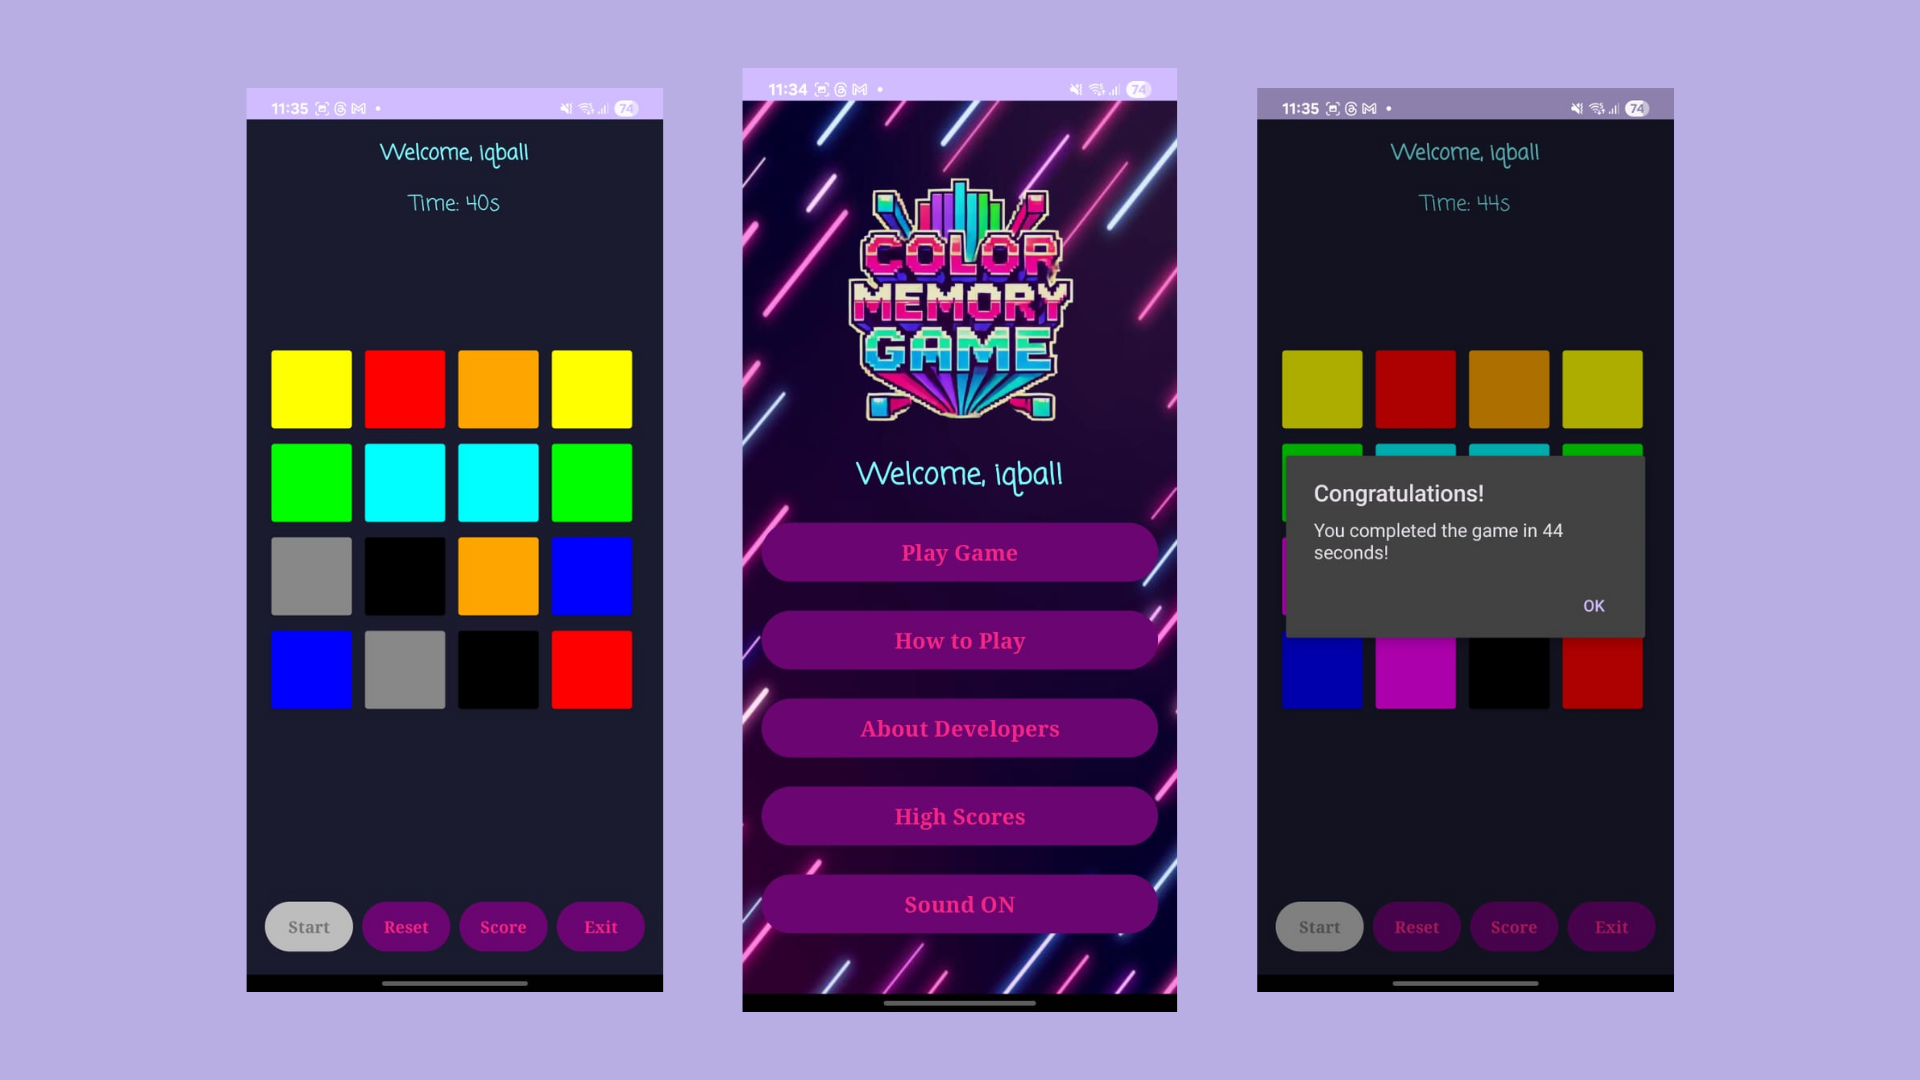 11:35
74
Welcome, iqball
Time: 40s
Start
Reset
Score
Exit
11:34
74
COLOR
MEMORY
GAME
Welcome, iqball
Play Game
How to Play
About Developers
High Scores
Sound ON
11:35
74
Welcome, iqball
Time: 44s
Congratulations!
You completed the game in 44
seconds!
OK
Start
Reset
Score
Exit